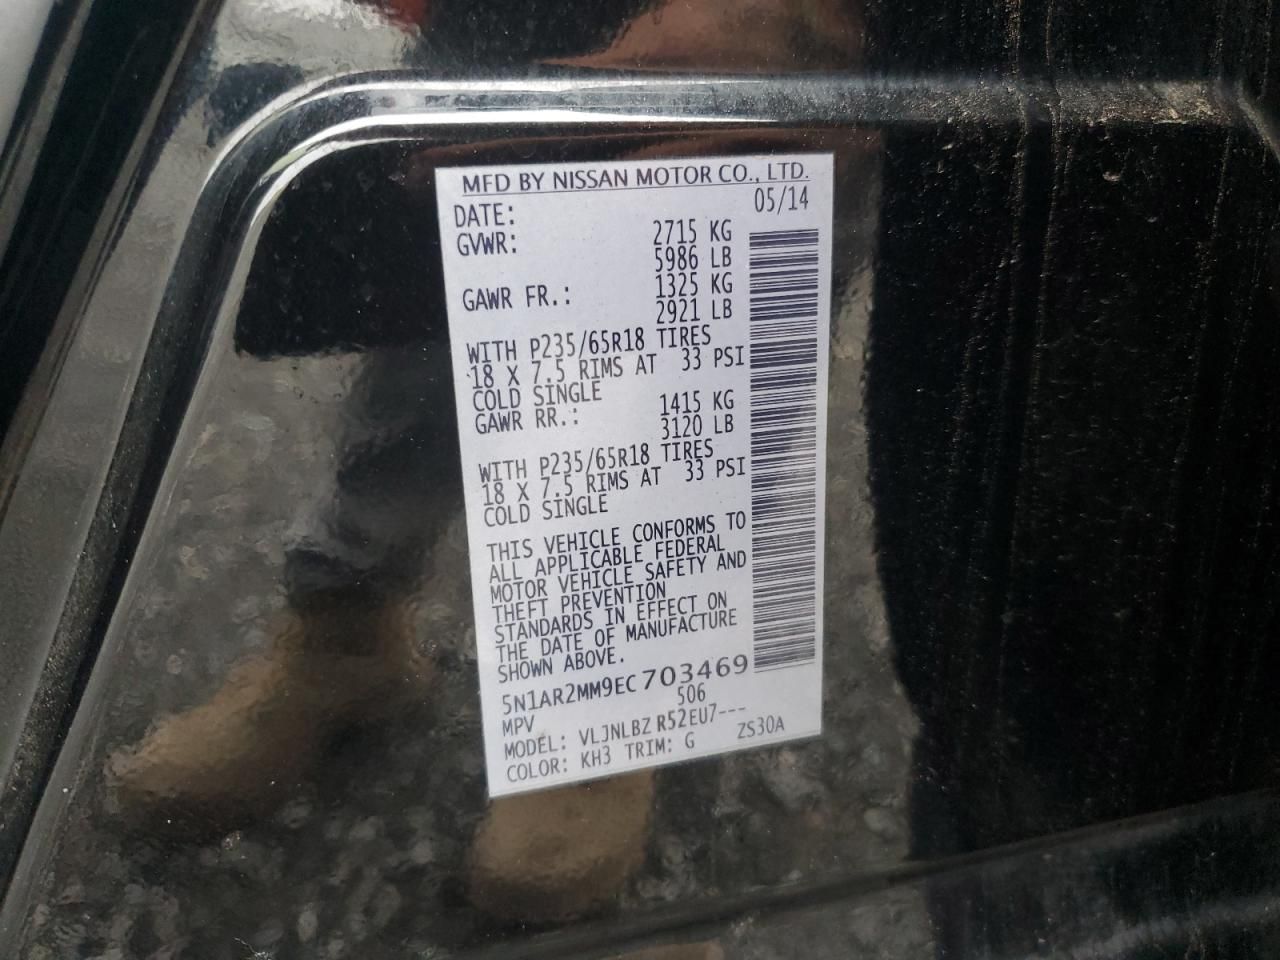 MFD BY NISSAN MOTOR CO., LTD.
DATE: 05/14
GVWR: 2715 KG
5986 LB
GAWR FR.: 1325 KG
2921 LB
WITH P235/65R18 TIRES
18 X 7.5 RIMS AT 33 PSI
COLD SINGLE
GAWR RR.: 1415 KG
3120 LB
WITH P235/65R18 TIRES
18 X 7.5 RIMS AT 33 PSI
COLD SINGLE
THIS VEHICLE CONFORMS TO
ALL APPLICABLE FEDERAL
MOTOR VEHICLE SAFETY AND
THEFT PREVENTION
STANDARDS IN EFFECT ON
THE DATE OF MANUFACTURE
SHOWN ABOVE.
5N1AR2MM9EC703469
MPV 506
MODEL: VLJNLBZ R52EU7---
COLOR: KH3 TRIM: G ZS30A